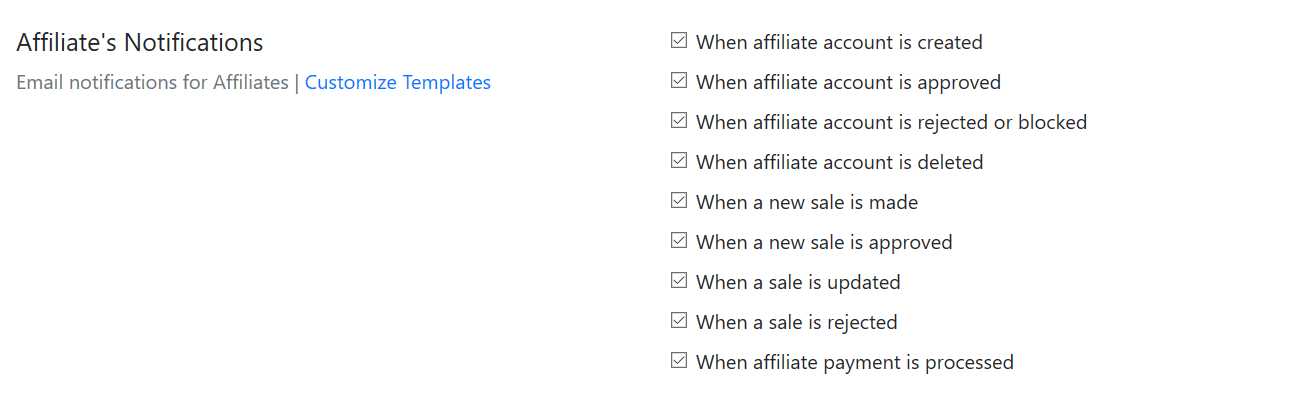 Affiliate's Notifications
Email notifications for Affiliates | Customize Templates
When affiliate account is created
When affiliate account is approved
When affiliate account is rejected or blocked
When affiliate account is deleted
When a new sale is made
When a new sale is approved
When a sale is updated
When a sale is rejected
When affiliate payment is processed